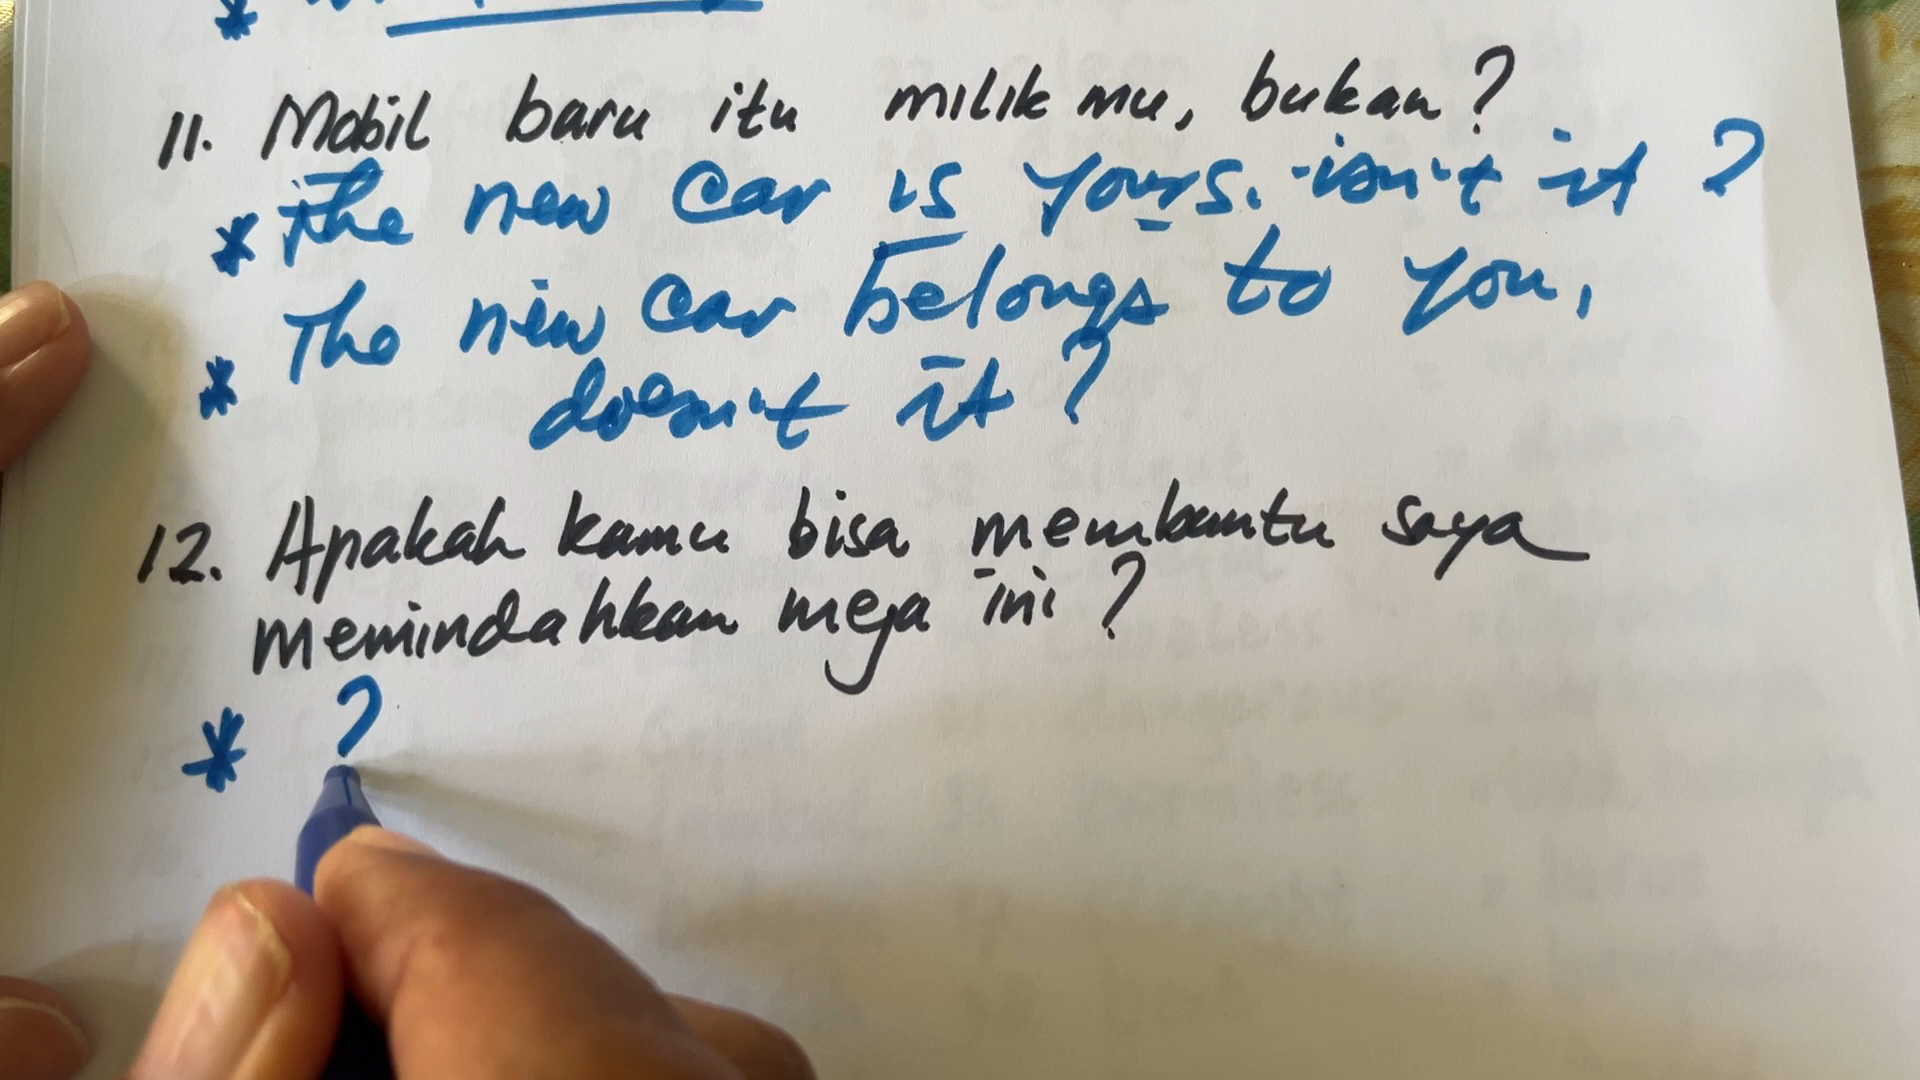 11. Mobil baru itu milik mu, bukan?
* The new car is yours. isn't it?
* The new car belongs to you,
doesn't it?
12. Apakah kamu bisa membantu saya
memindahkan meja ini?
* ?